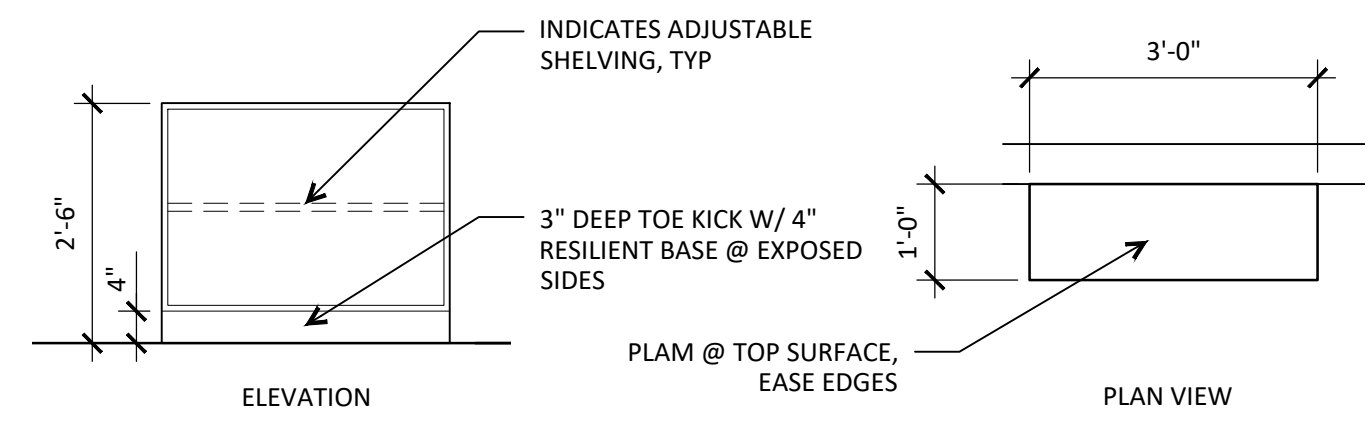 INDICATES ADJUSTABLE
SHELVING, TYP
3'-0"
2'-6"
4"
3" DEEP TOE KICK W/ 4"
RESILIENT BASE @ EXPOSED
SIDES
1'-0"
PLAM @ TOP SURFACE,
EASE EDGES
ELEVATION
PLAN VIEW